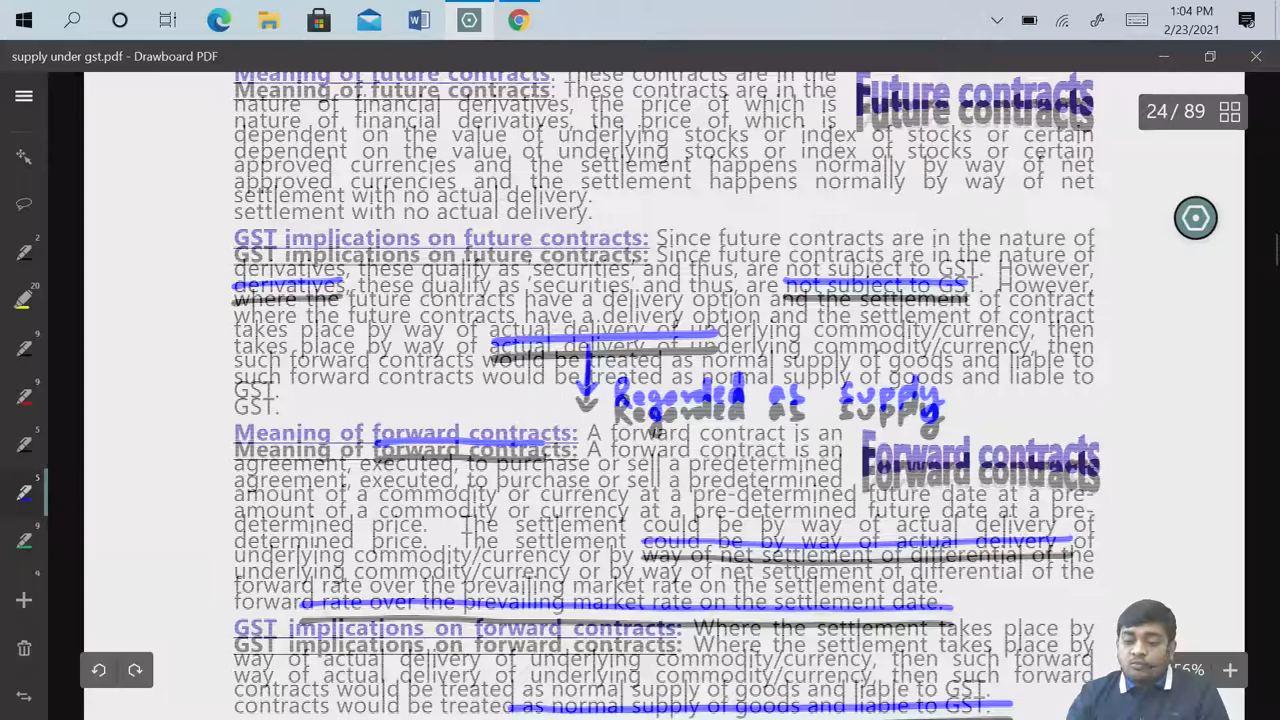 1:04 PM
2/23/2021
supply under gst.pdf - Drawboard PDF
24 / 89
Meaning of future contracts: These contracts are in the
nature of financial derivatives, the price of which is
dependent on the value of underlying stocks or index of stocks or certain
approved currencies and the settlement happens normally by way of net
settlement with no actual delivery.
Future contracts
GST implications on future contracts: Since future contracts are in the nature of
derivatives, these qualify as 'securities', and thus, are not subject to GST. However,
where the future contracts have a delivery option and the settlement of contract
takes place by way of actual delivery of underlying commodity/currency, then
such forward contracts would be treated as normal supply of goods and liable to
GST.
Regarded as supply
Meaning of forward contracts: A forward contract is an
agreement, executed, to purchase or sell a predetermined
amount of a commodity or currency at a pre-determined future date at a pre-
determined price. The settlement could be by way of actual delivery of
underlying commodity/currency or by way of net settlement of differential of the
forward rate over the prevailing market rate on the settlement date.
Forward contracts
GST implications on forward contracts: Where the settlement takes place by
way of actual delivery of underlying commodity/currency, then such forward
contracts would be treated as normal supply of goods and liable to GST.
2
20
9
9
5
5
9
56%